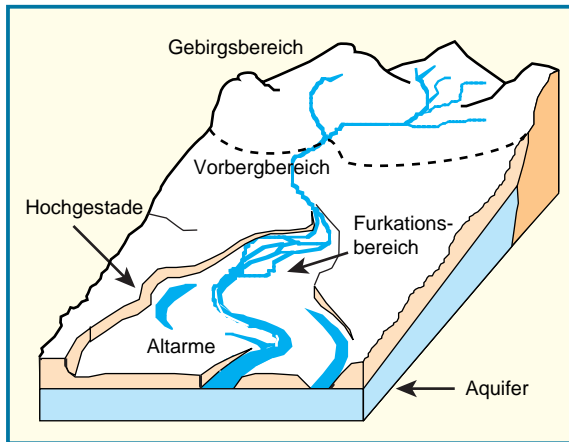 Gebirgsbereich
Vorbergbereich
Hochgestade
Furkations-
bereich
Altarme
Aquifer